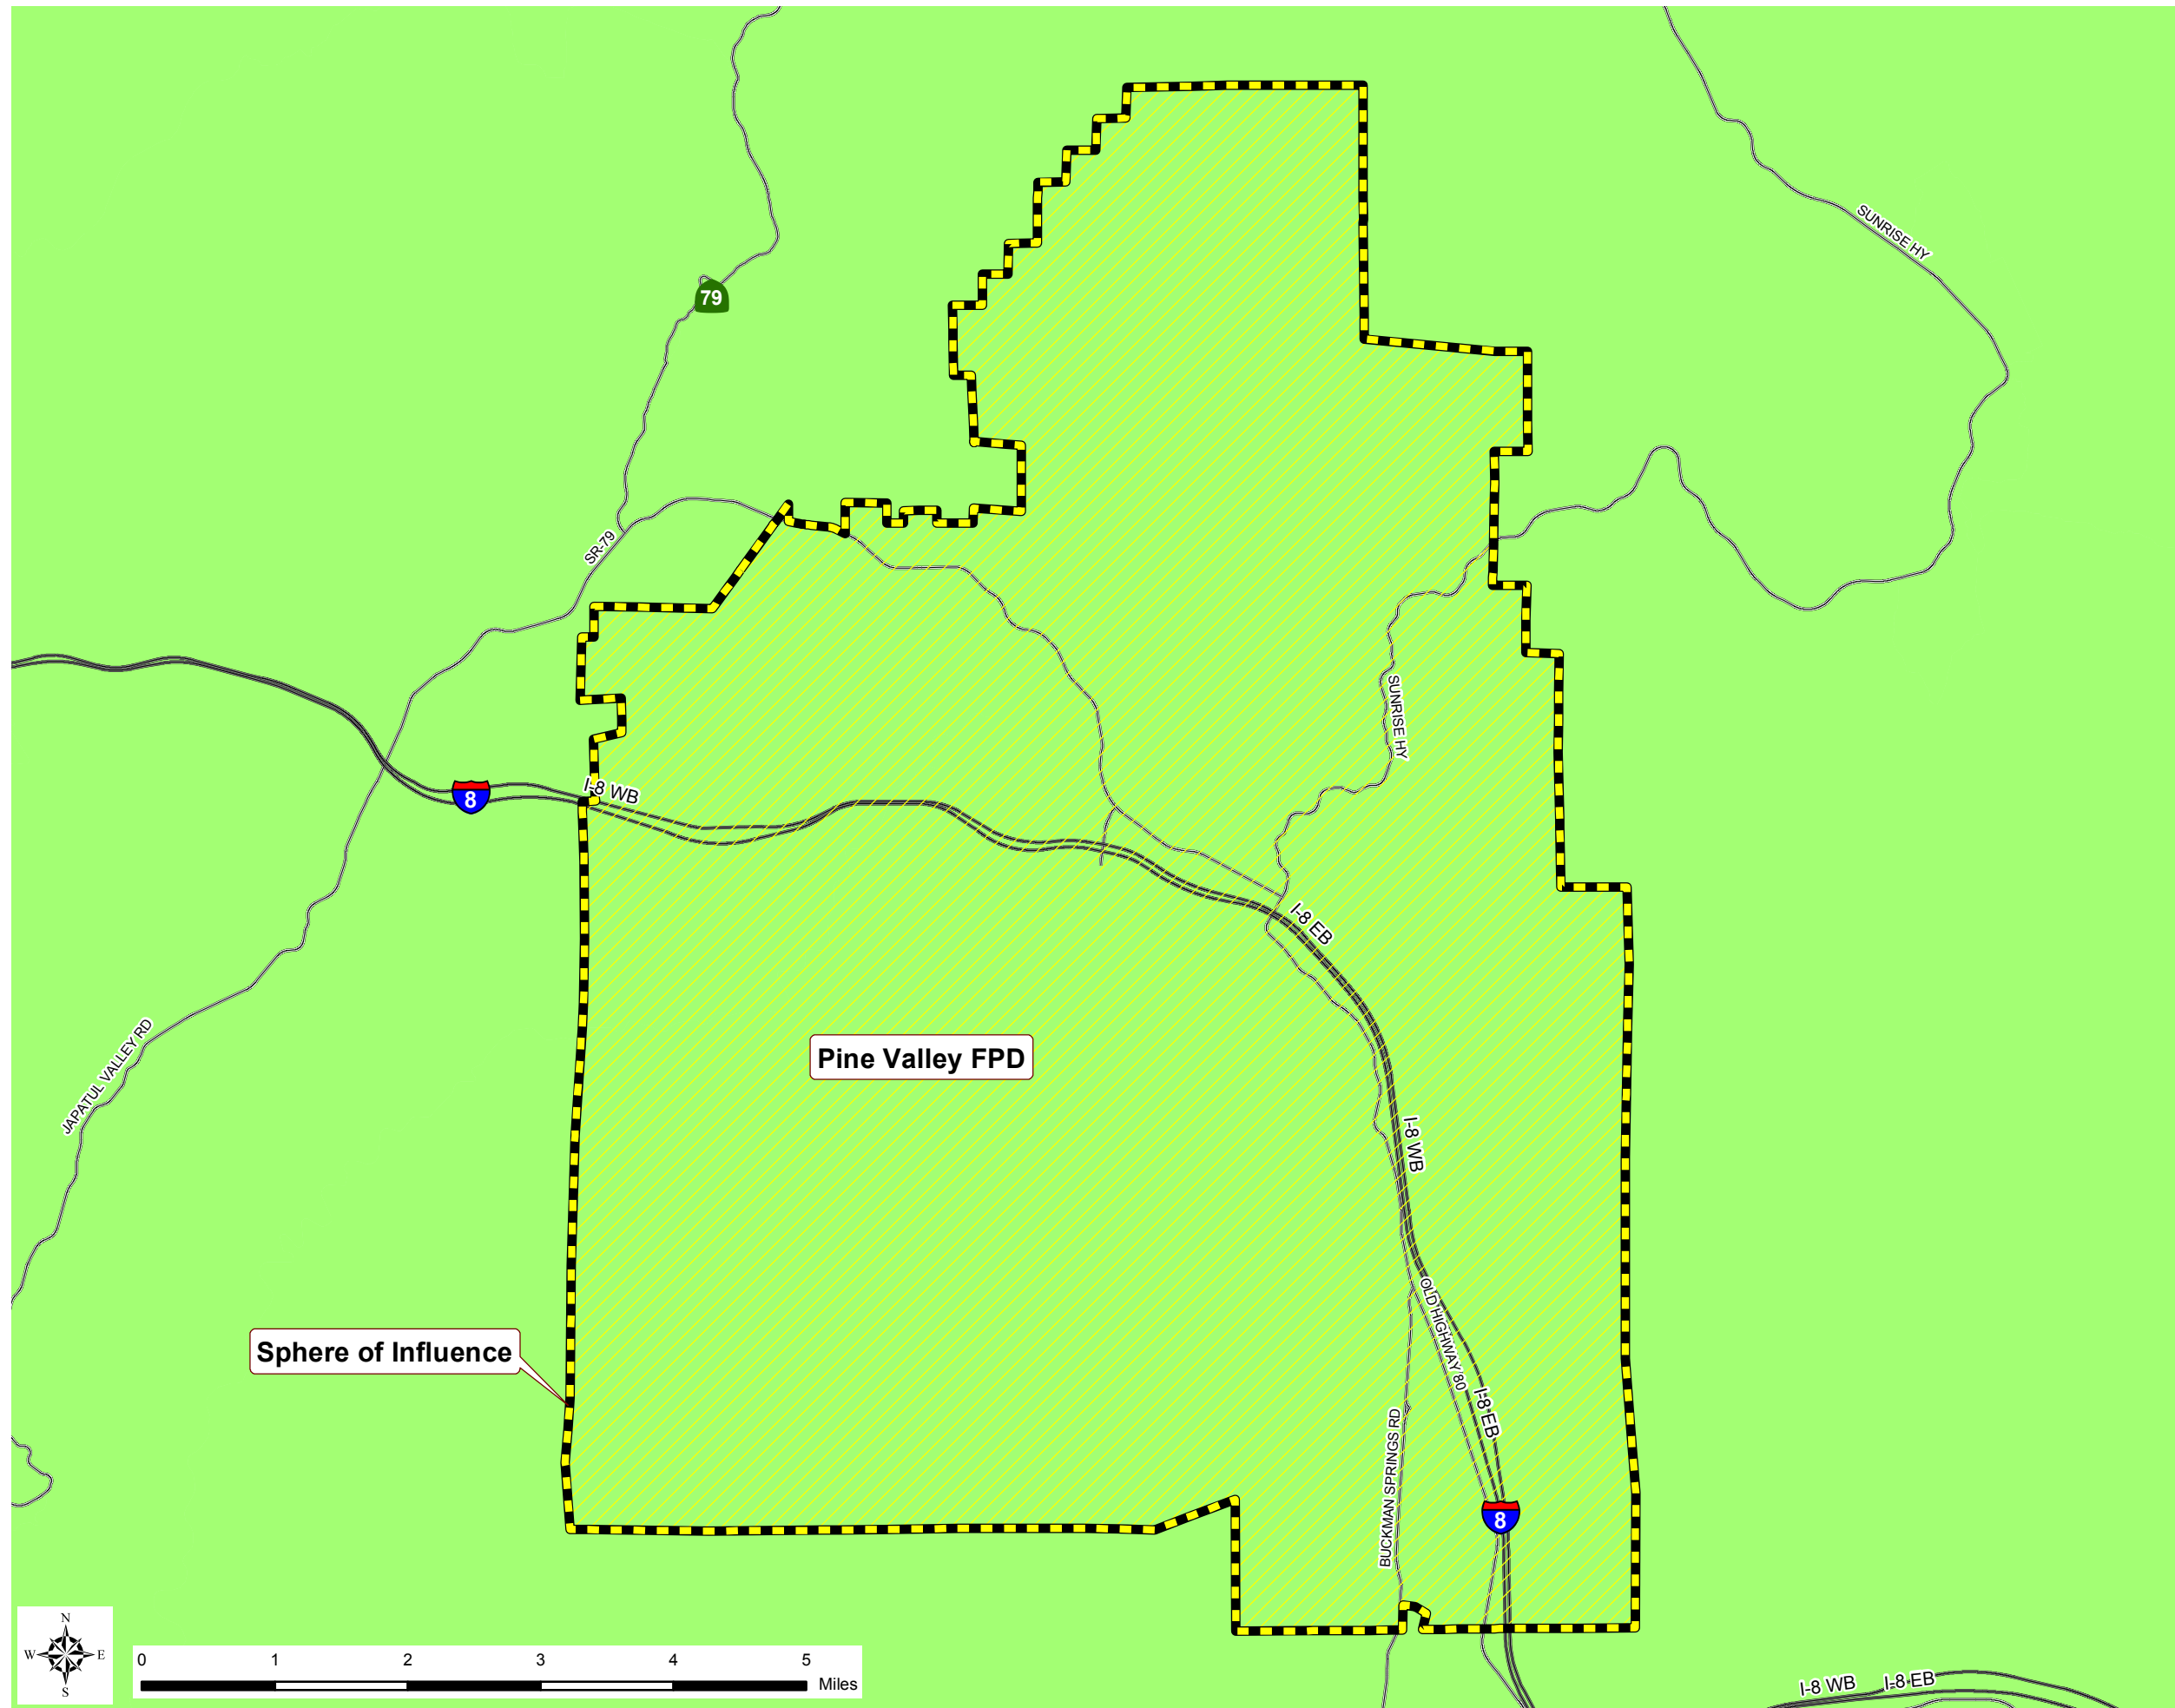 SUNRISE HY
79
SR-79
SUNRISE HY
8
I-8 WB
I-8 EB
Pine Valley FPD
JAPATUL VALLEY RD
I-8 WB
OLD HIGHWAY 80
Sphere of Influence
I-8 EB
BUCKMAN SPRINGS RD
8
N
W E
S
0 1 2 3 4 5
Miles
I-8 WB
I-8 EB